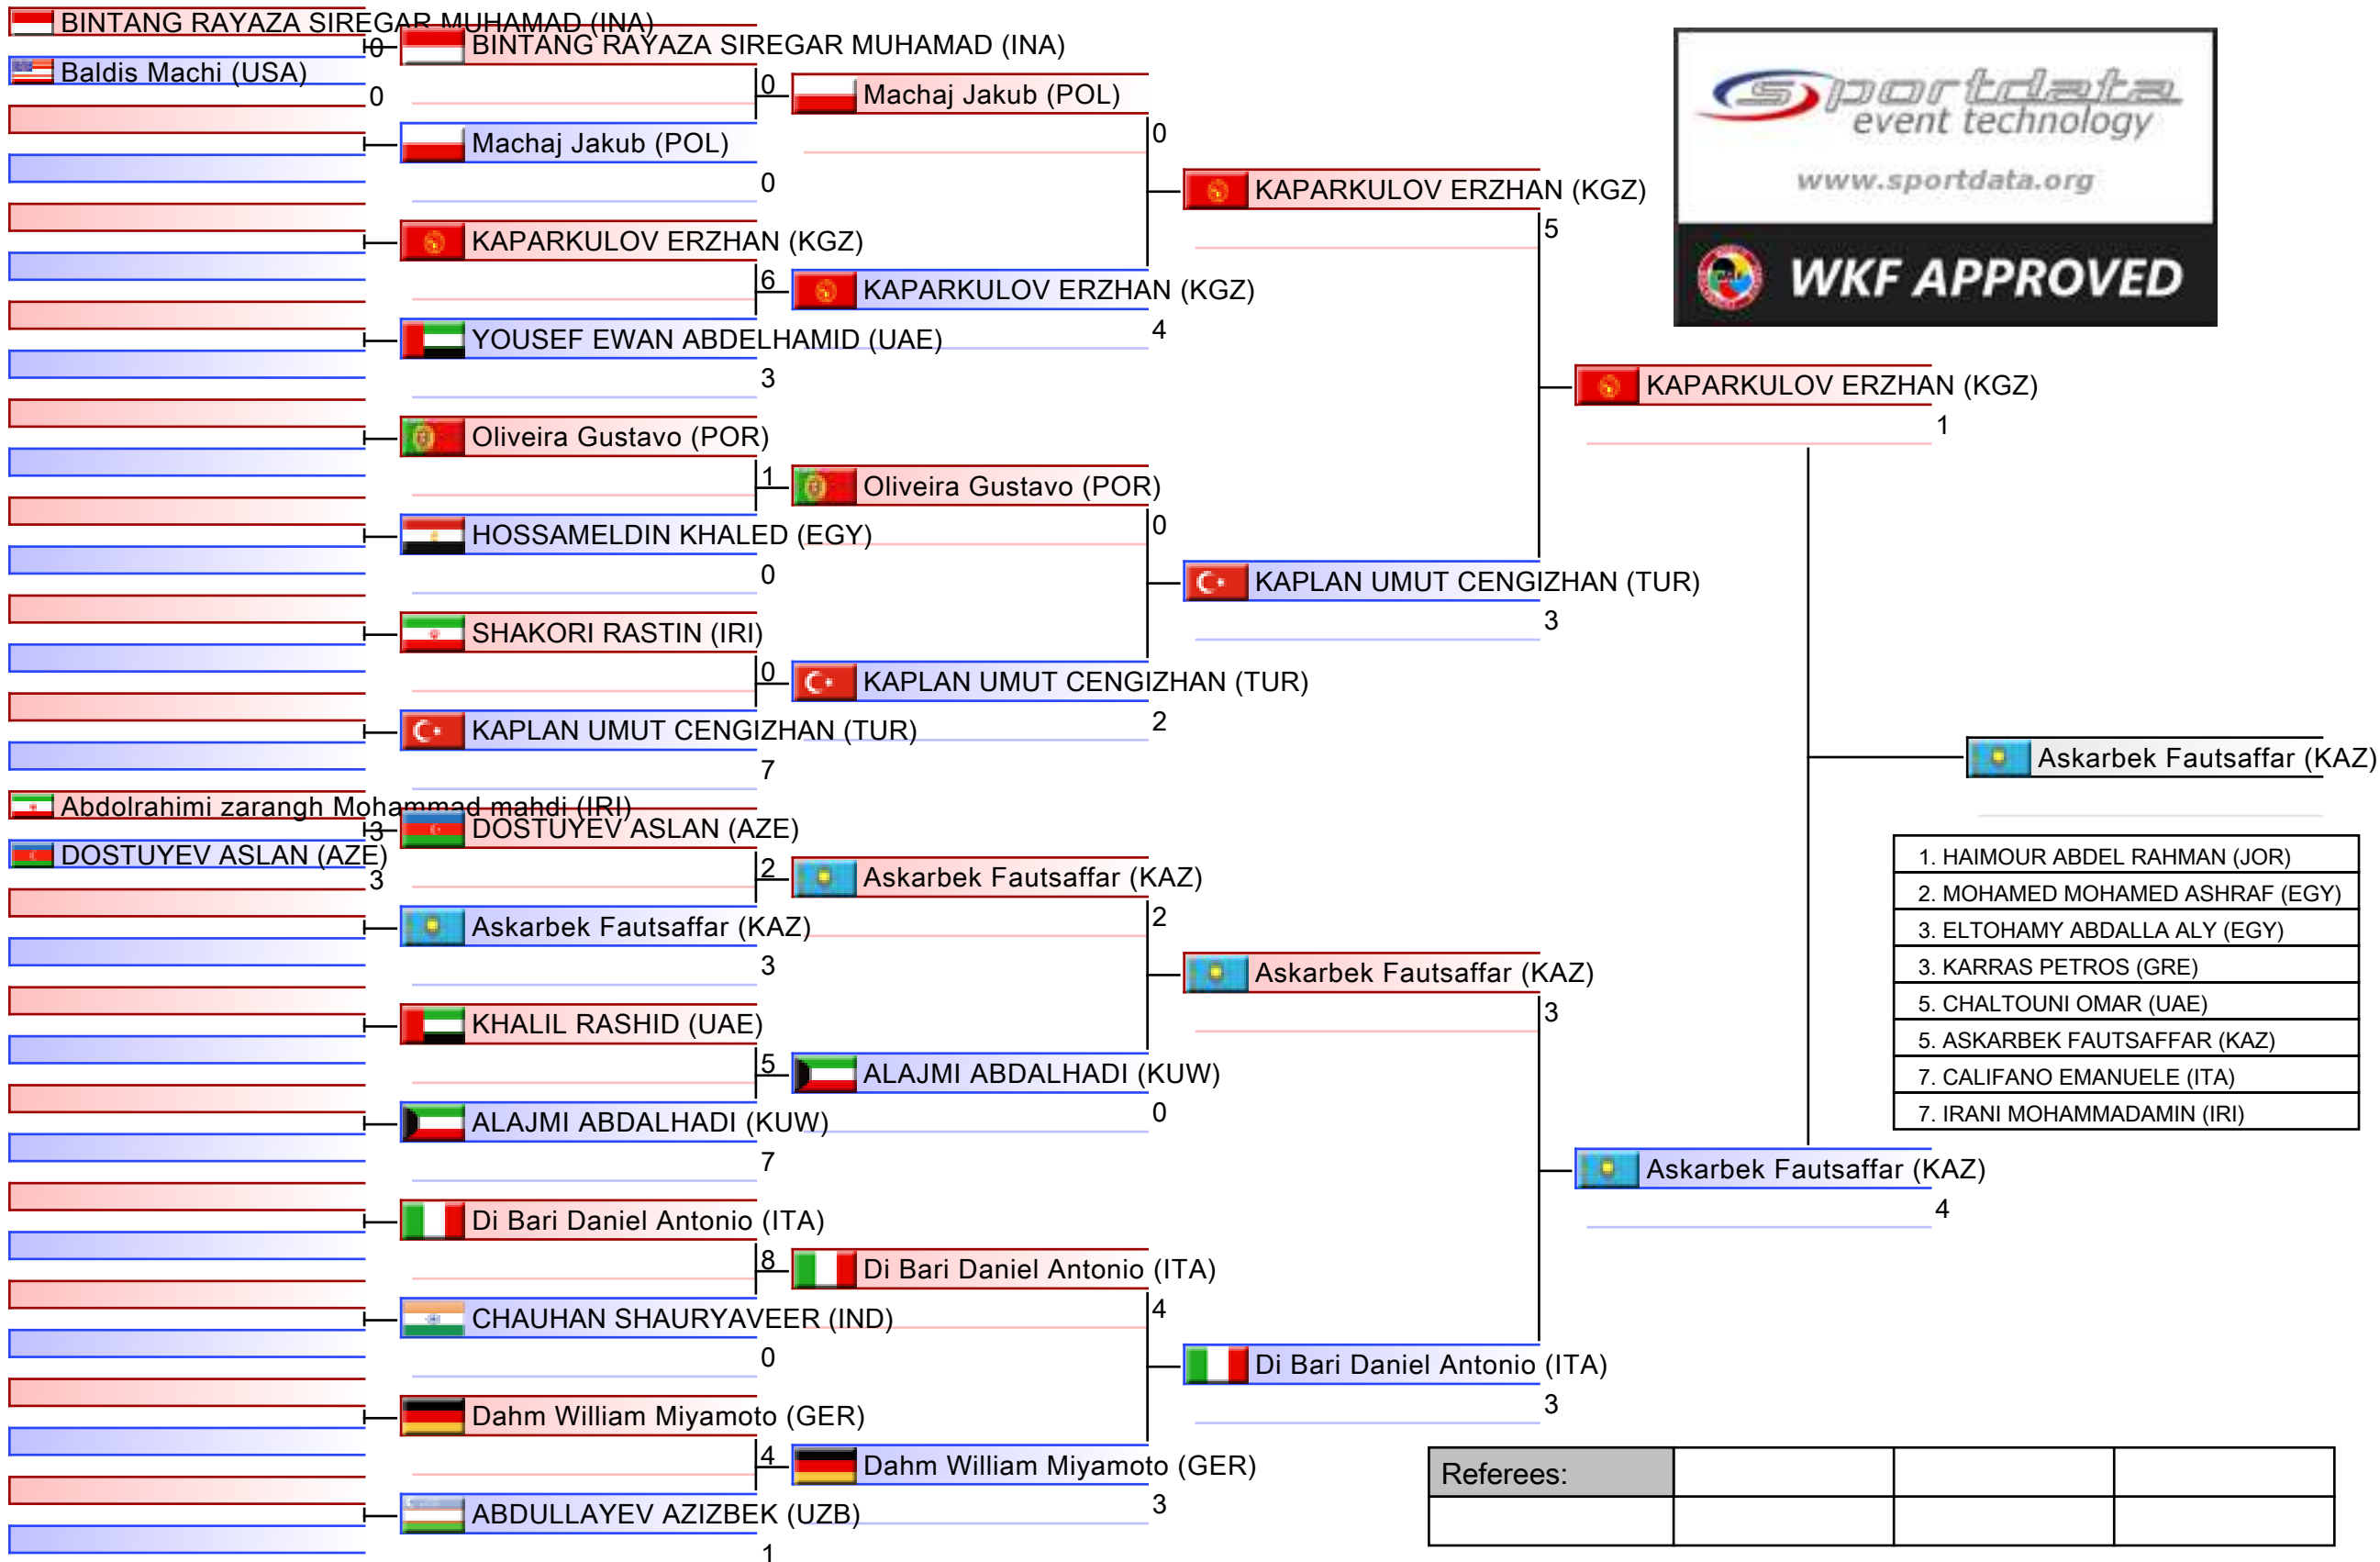 BINTANG RAYAZA SIREGAR MUHAMAD (INA)
0
Baldis Machi (USA)
0
BINTANG RAYAZA SIREGAR MUHAMAD (INA)
0
Machaj Jakub (POL)
0
KAPARKULOV ERZHAN (KGZ)
6
YOUSEF EWAN ABDELHAMID (UAE)
3
Oliveira Gustavo (POR)
1
HOSSAMELDIN KHALED (EGY)
0
SHAKORI RASTIN (IRI)
0
KAPLAN UMUT CENGIZHAN (TUR)
7
Abdolrahimi zarangh Mohammad mahdi (IRI)
3
DOSTUYEV ASLAN (AZE)
3
DOSTUYEV ASLAN (AZE)
2
Askarbek Fautsaffar (KAZ)
3
KHALIL RASHID (UAE)
5
ALAJMI ABDALHADI (KUW)
7
Di Bari Daniel Antonio (ITA)
8
CHAUHAN SHAURYAVEER (IND)
0
Dahm William Miyamoto (GER)
4
ABDULLAYEV AZIZBEK (UZB)
1
Machaj Jakub (POL)
0
KAPARKULOV ERZHAN (KGZ)
4
Oliveira Gustavo (POR)
0
KAPLAN UMUT CENGIZHAN (TUR)
2
Askarbek Fautsaffar (KAZ)
2
ALAJMI ABDALHADI (KUW)
0
Di Bari Daniel Antonio (ITA)
4
Dahm William Miyamoto (GER)
3
KAPARKULOV ERZHAN (KGZ)
5
KAPLAN UMUT CENGIZHAN (TUR)
3
Askarbek Fautsaffar (KAZ)
3
Di Bari Daniel Antonio (ITA)
3
KAPARKULOV ERZHAN (KGZ)
1
Askarbek Fautsaffar (KAZ)
4
Askarbek Fautsaffar (KAZ)
sportdata
event technology
www.sportdata.org
WKF APPROVED
1. HAIMOUR ABDEL RAHMAN (JOR)
2. MOHAMED MOHAMED ASHRAF (EGY)
3. ELTOHAMY ABDALLA ALY (EGY)
3. KARRAS PETROS (GRE)
5. CHALTOUNI OMAR (UAE)
5. ASKARBEK FAUTSAFFAR (KAZ)
7. CALIFANO EMANUELE (ITA)
7. IRANI MOHAMMADAMIN (IRI)
Referees: